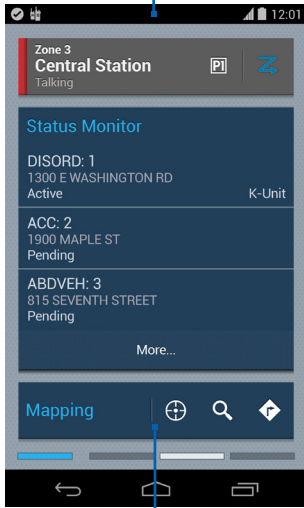 12:01
Zone 3
Central Station
Talking
P1
Status Monitor
DISORD: 1
1300 E WASHINGTON RD
Active K-Unit
ACC: 2
1900 MAPLE ST
Pending
ABDVEH: 3
815 SEVENTH STREET
Pending
More...
Mapping